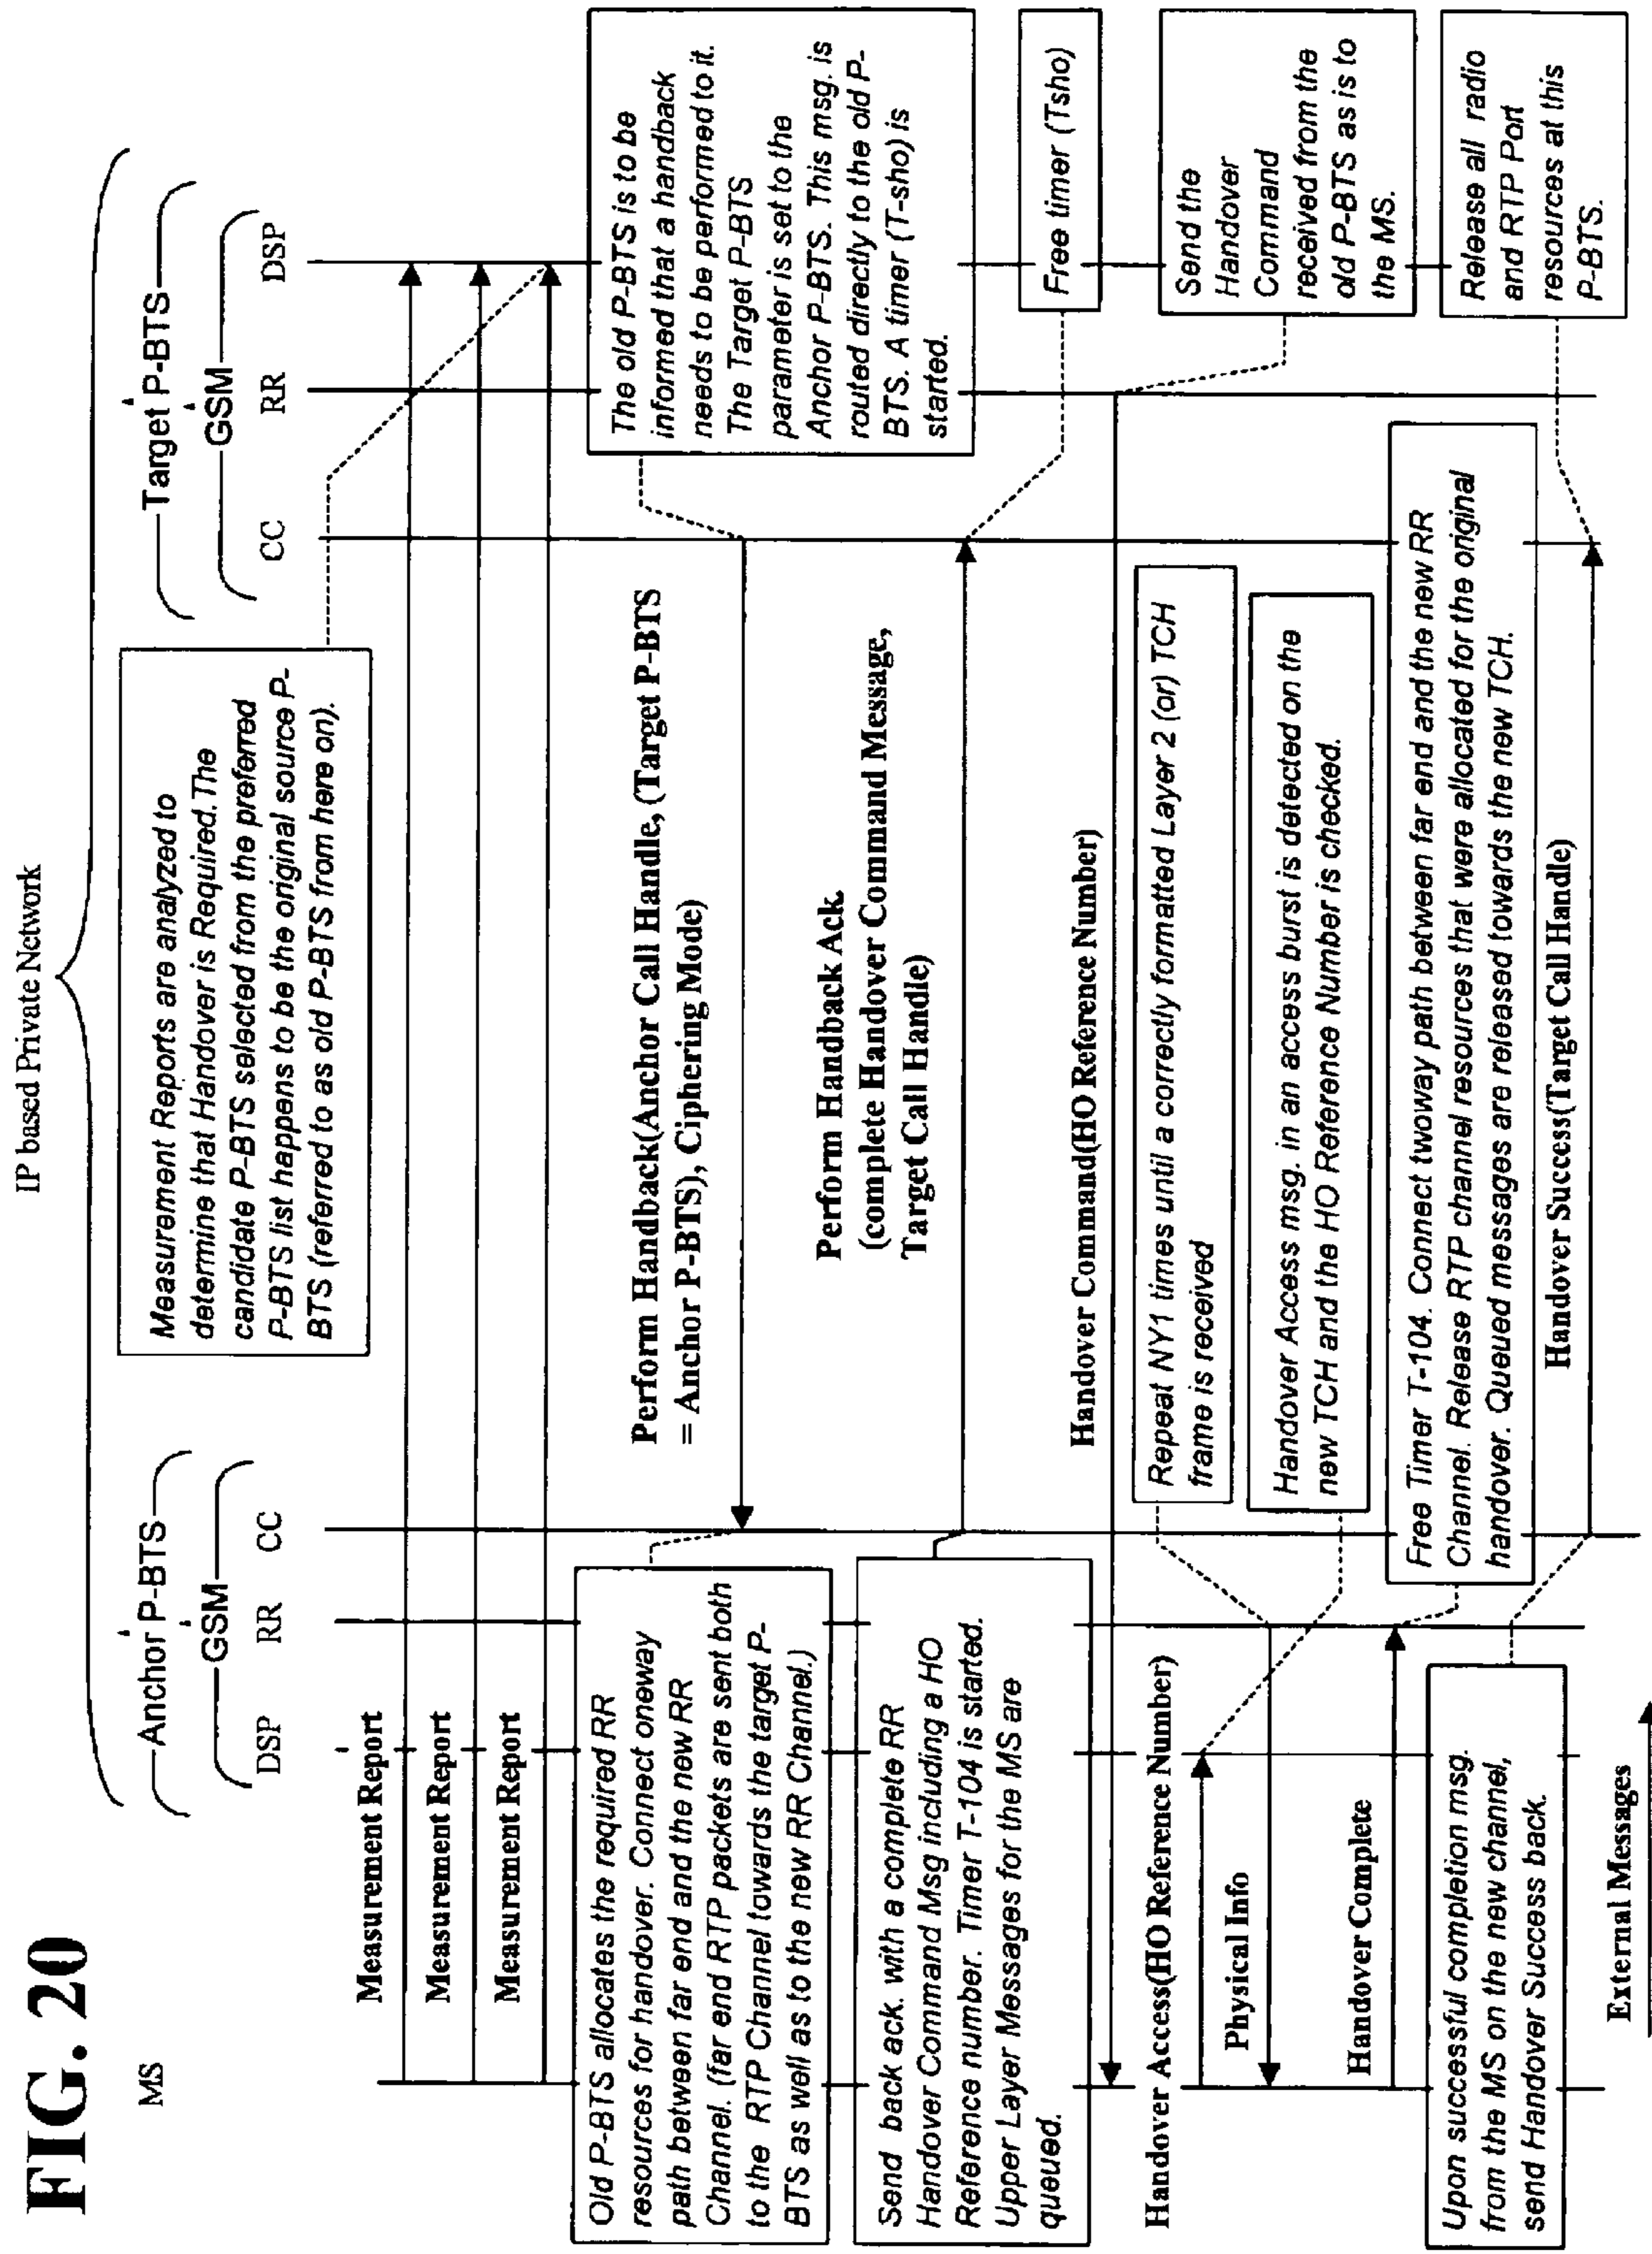 FIG. 20
IP based Private Network
MS
Anchor P-BTS
GSM
DSP RR CC
Target P-BTS
GSM
CC RR DSP
Measurement Reports are analyzed to
determine that Handover is Required.The
candidate P-BTS selected from the preferred
P-BTS list happens to be the original source P-
BTS (referred to as old P-BTS from here on).
Measurement Report
Measurement Report
Measurement Report
The old P-BTS is to be
informed that a handback
needs to be performed to it.
The Target P-BTS
parameter is set to the
Anchor P-BTS. This msg. is
routed directly to the old P-
BTS. A timer (T-sho) is
started.
Perform Handback(Anchor Call Handle, (Target P-BTS
= Anchor P-BTS), Ciphering Mode)
Old P-BTS allocates the required RR
resources for handover. Connect oneway
path between far end and the new RR
Channel. (far end RTP packets are sent both
to the RTP Channel towards the target P-
BTS as well as to the new RR Channel.)
Perform Handback Ack.
(complete Handover Command Message,
Target Call Handle)
Free timer (Tsho)
Send back ack. with a complete RR
Handover Command Msg including a HO
Reference number. Timer T-104 is started.
Upper Layer Messages for the MS are
queued.
Handover Command(HO Reference Number)
Send the
Handover
Command
received from the
old P-BTS as is to
the MS.
Repeat NY1 times until a correctly formatted Layer 2 (or) TCH
frame is received
Handover Access(HO Reference Number)
Handover Access msg. in an access burst is detected on the
new TCH and the HO Reference Number is checked.
Physical Info
Handover Complete
Free Timer T-104. Connect twoway path between far end and the new RR
Channel. Release RTP channel resources that were allocated for the original
handover. Queued messages are released towards the new TCH.
Release all radio
and RTP Port
resources at this
P-BTS.
Upon successful completion msg.
from the MS on the new channel,
send Handover Success back.
Handover Success(Target Call Handle)
External Messages